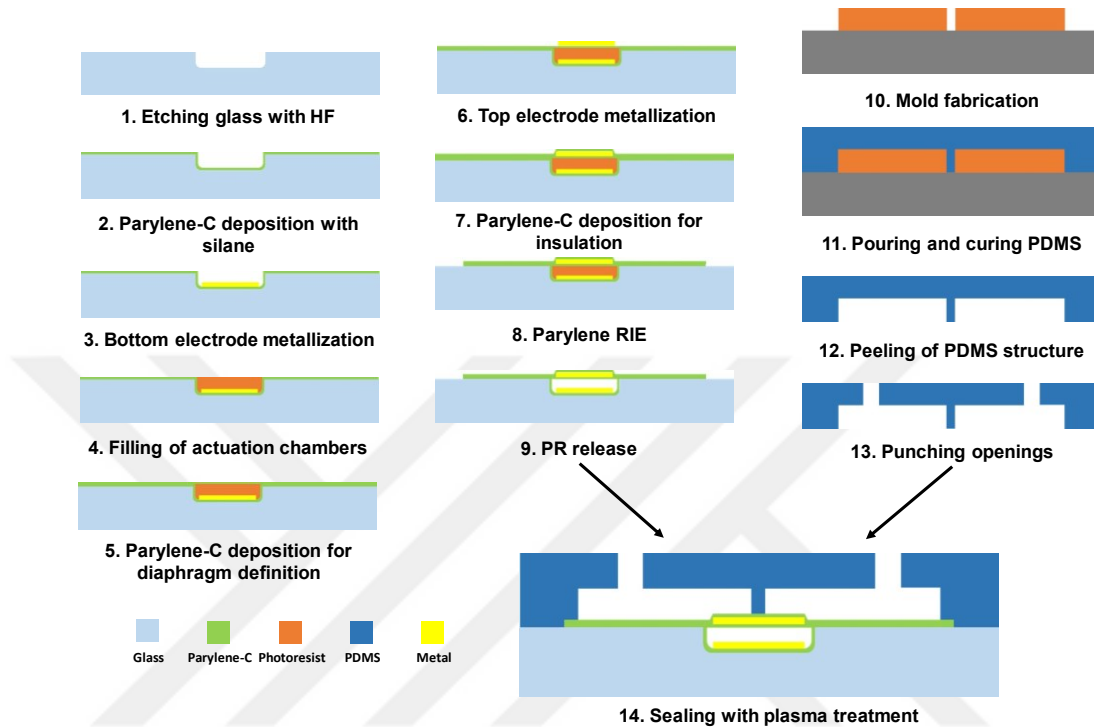 1. Etching glass with HF
2. Parylene-C deposition with
silane
3. Bottom electrode metallization
4. Filling of actuation chambers
5. Parylene-C deposition for
diaphragm definition
6. Top electrode metallization
7. Parylene-C deposition for
insulation
8. Parylene RIE
9. PR release
10. Mold fabrication
11. Pouring and curing PDMS
12. Peeling of PDMS structure
13. Punching openings
14. Sealing with plasma treatment
Glass
Parylene-C
Photoresist
PDMS
Metal